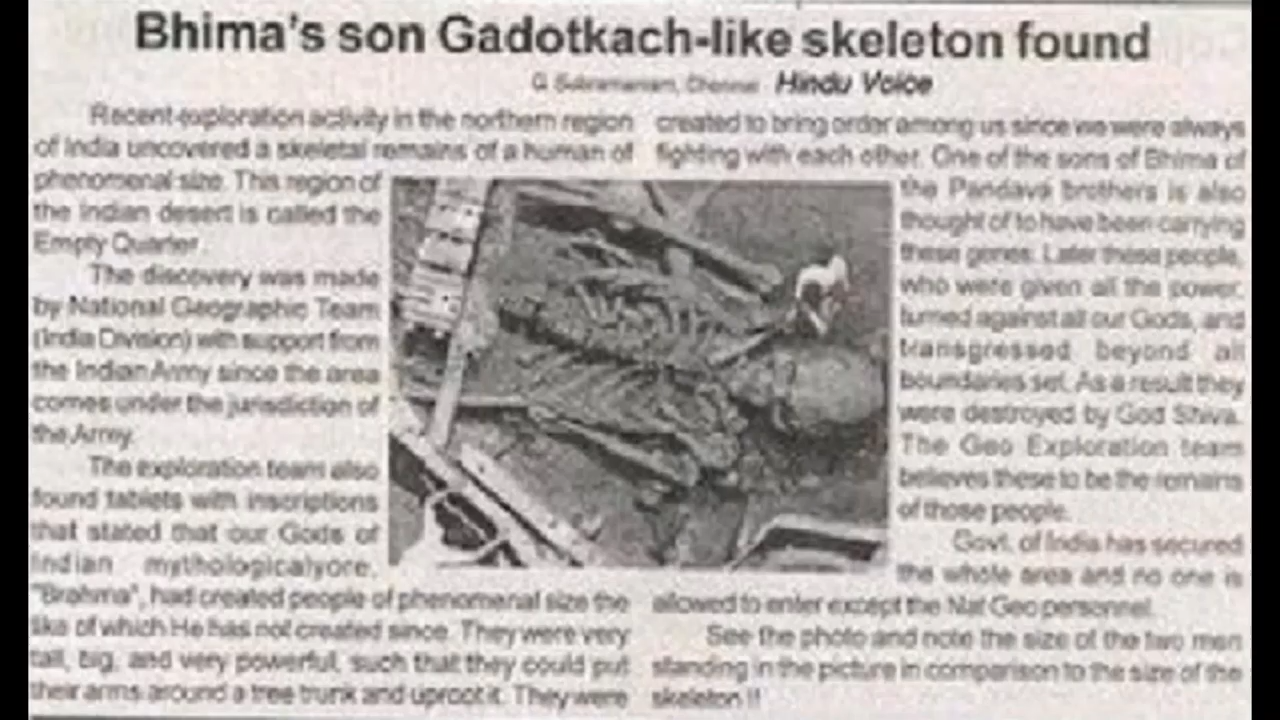 Bhima's son Gadotkach-like skeleton found
G. Subramaniam, Chennai Hindu Voice
Recent exploration activity in the northern region
of India uncovered a skeletal remains of a human of
phenomenal size. This region of
the Indian desert is called the
Empty Quarter.
The discovery was made
by National Geographic Team
(India Division) with support from
the Indian Army since the area
comes under the jurisdiction of
the Army.
The exploration team also
found tablets with inscriptions
that stated that our Gods of
Indian mythologicalyore,
"Brahma", had created people of phenomenal size the
like of which He has not created since. They were very
tall, big, and very powerful, such that they could put
their arms around a tree trunk and uproot it. They were
created to bring order among us since we were always
fighting with each other. One of the sons of Bhima of
the Pandava brothers is also
thought of to have been carrying
these genes. Later these people,
who were given all the power,
turned against all our Gods, and
transgressed beyond all
boundaries set. As a result they
were destroyed by God Shiva.
The Geo Exploration team
believes these to be the remains
of those people.
Govt. of India has secured
the whole area and no one is
allowed to enter except the Nat Geo personnel.
See the photo and note the size of the two men
standing in the picture in comparison to the size of the
skeleton !!